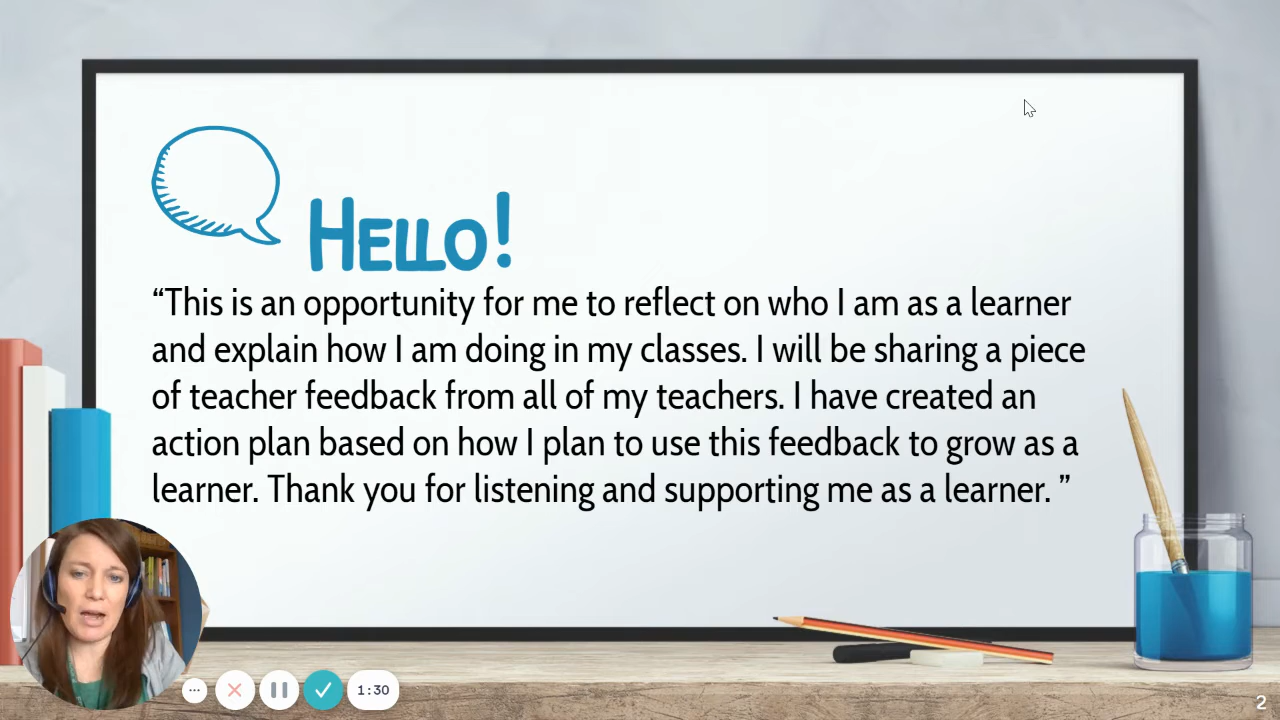 Hello!
“This is an opportunity for me to reflect on who I am as a learner
and explain how I am doing in my classes. I will be sharing a piece
of teacher feedback from all of my teachers. I have created an
action plan based on how I plan to use this feedback to grow as a
learner. Thank you for listening and supporting me as a learner. ”
1:30
2